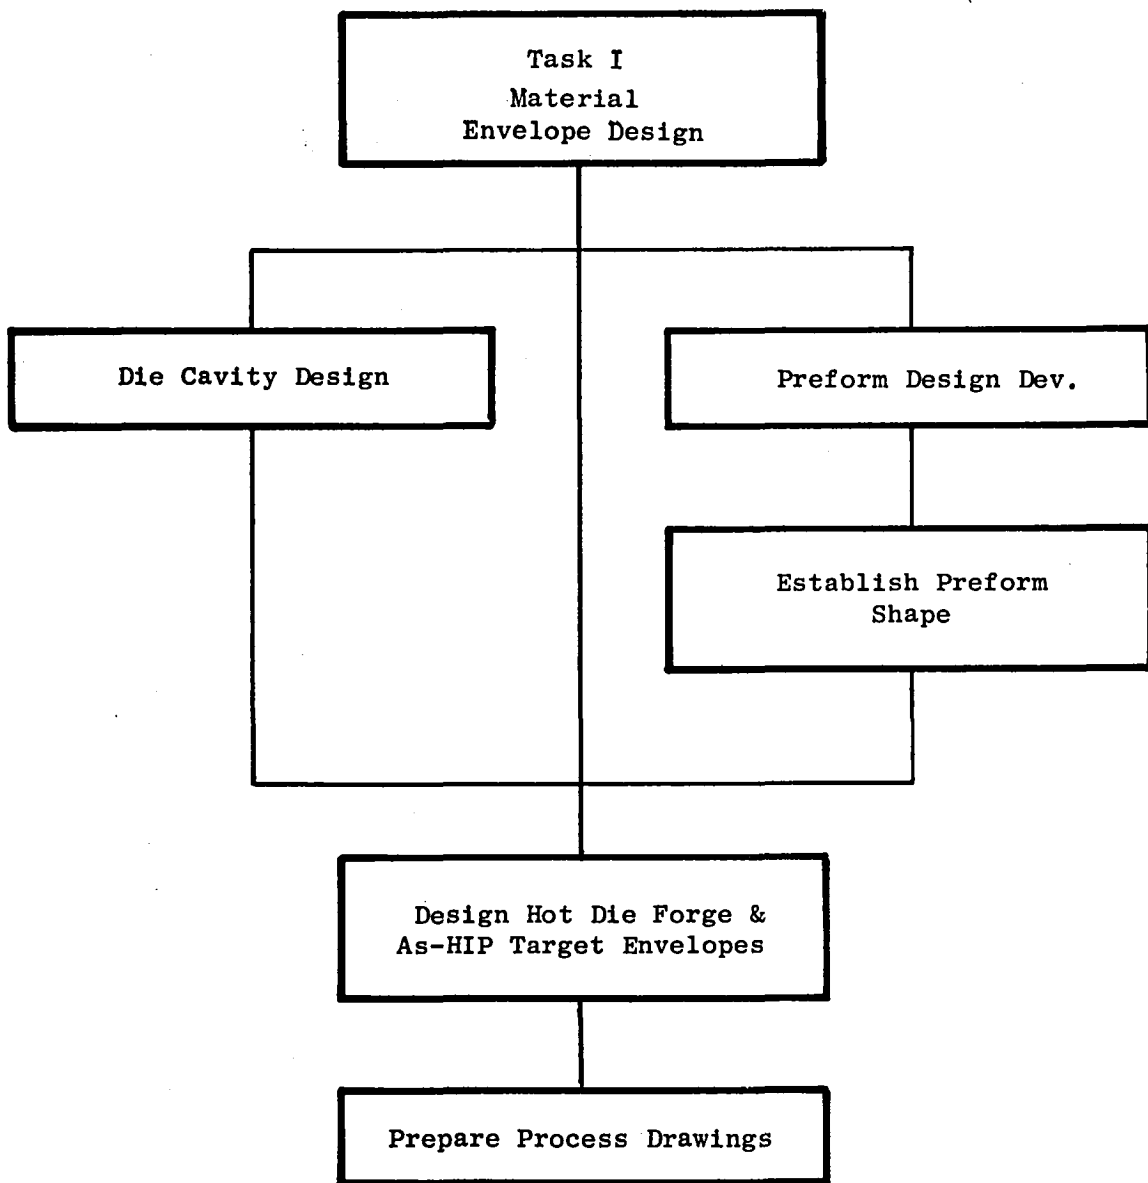 Task I
Material
Envelope Design
Die Cavity Design
Preform Design Dev.
Establish Preform
Shape
Design Hot Die Forge &
As-HIP Target Envelopes
Prepare Process Drawings